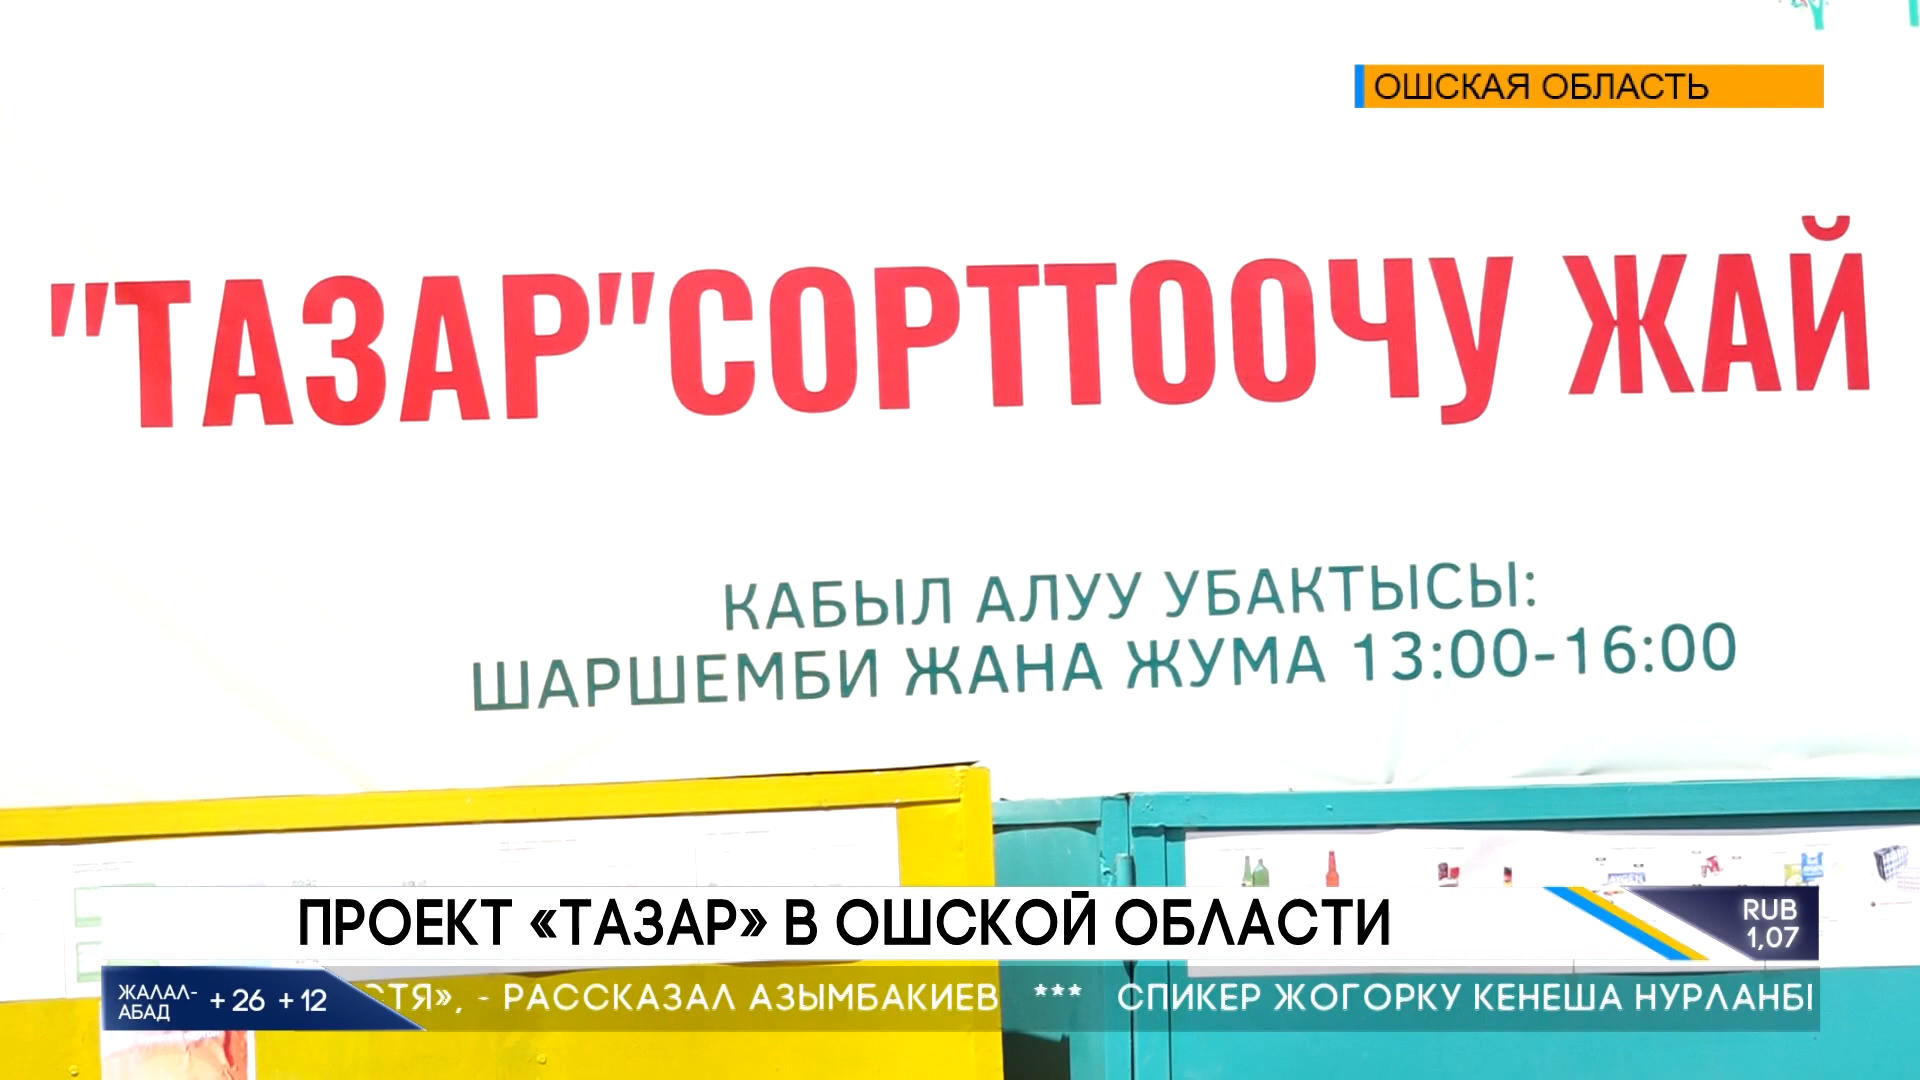 ОШСКАЯ ОБЛАСТЬ
"ТАЗАР"СОРТТООЧУ ЖАЙ
КАБЫЛ АЛУУ УБАКТЫСЫ:
ШАРШЕМБИ ЖАНА ЖУМА 13:00-16:00
ПРОЕКТ «ТАЗАР» В ОШСКОЙ ОБЛАСТИ
RUB
1,07
ЖАЛАЛ-
АБАД
+26 +12
СТЯ», - РАССКАЗАЛ АЗЫМБАКИЕВ *** СПИКЕР ЖОГОРКУ КЕНЕША НУРЛАНБ